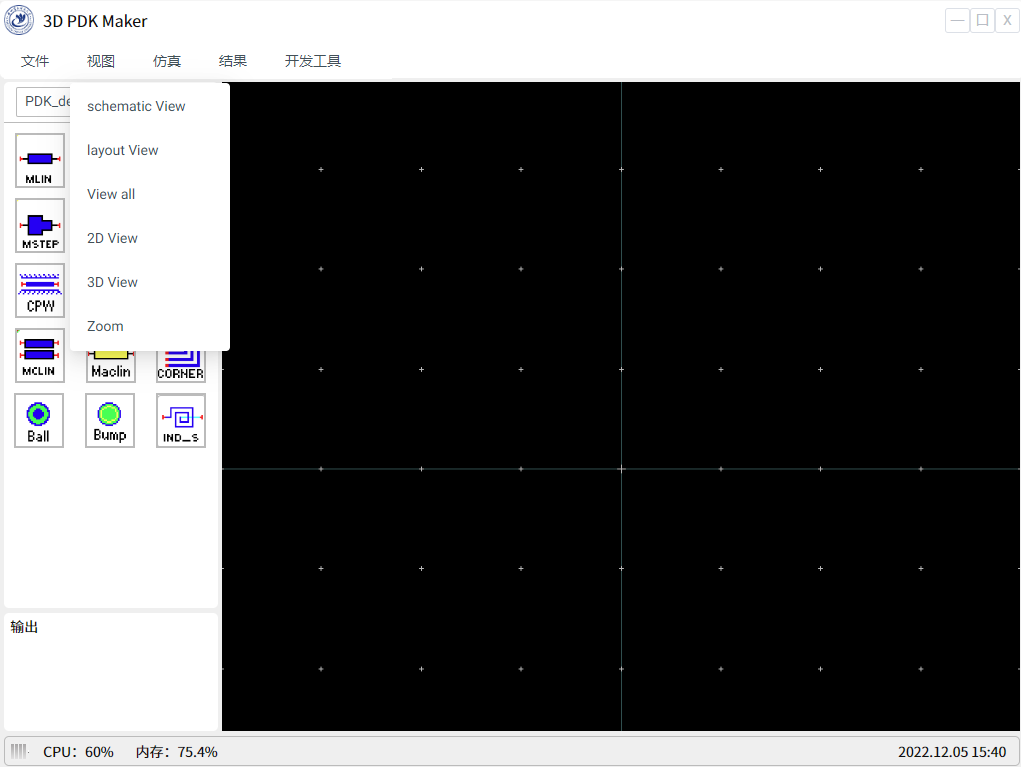 3D PDK Maker
文件 视图 仿真 结果 开发工具
PDK_de
schematic View
layout View
View all
2D View
3D View
Zoom
MLIN
MSTEP
CPW
MCLIN Maclin CORNER
Ball Bump IND_S
输出
CPU：60% 内存：75.4% 2022.12.05 15:40